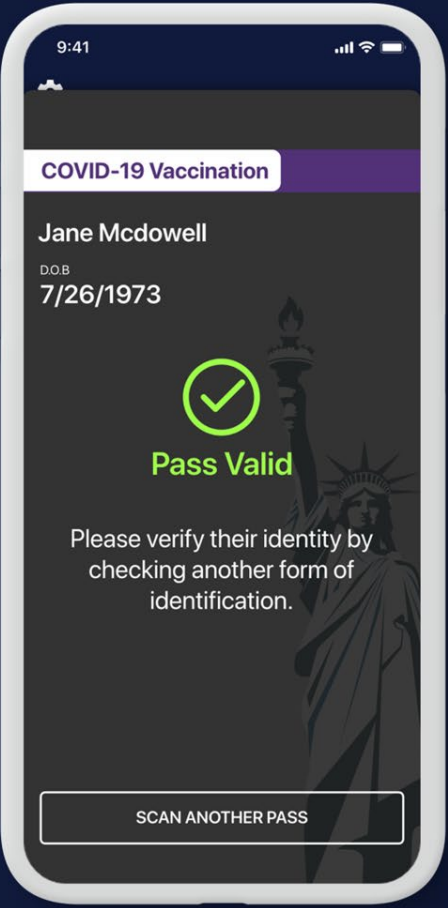 9:41
COVID-19 Vaccination
Jane Mcdowell
D.O.B
7/26/1973
Pass Valid
Please verify their identity by
checking another form of
identification.
SCAN ANOTHER PASS